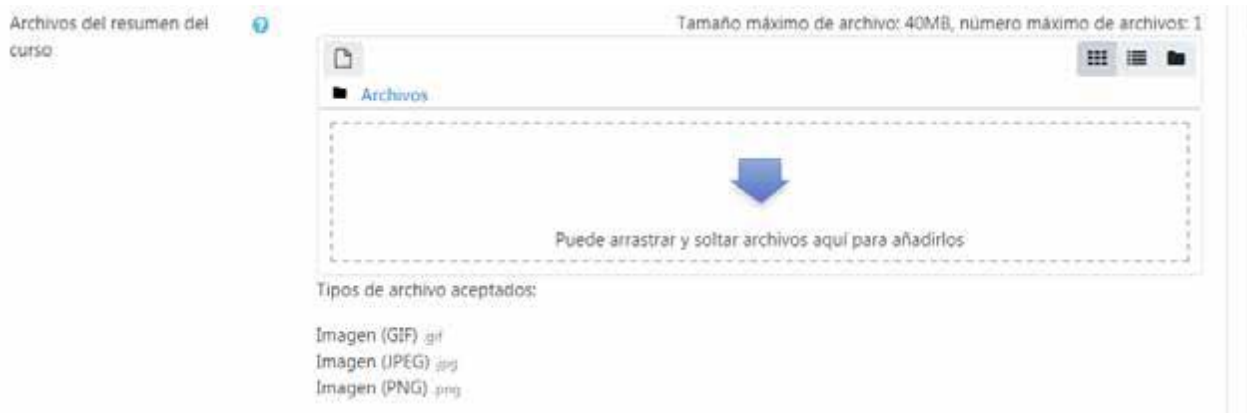 Archivos del resumen del
curso
Tamaño máximo de archivo: 40MB, número máximo de archivos: 1
Archivos
Puede arrastrar y soltar archivos aquí para añadirlos
Tipos de archivo aceptados:
Imagen (GIF) .gif
Imagen (JPEG) .jpg
Imagen (PNG) .png